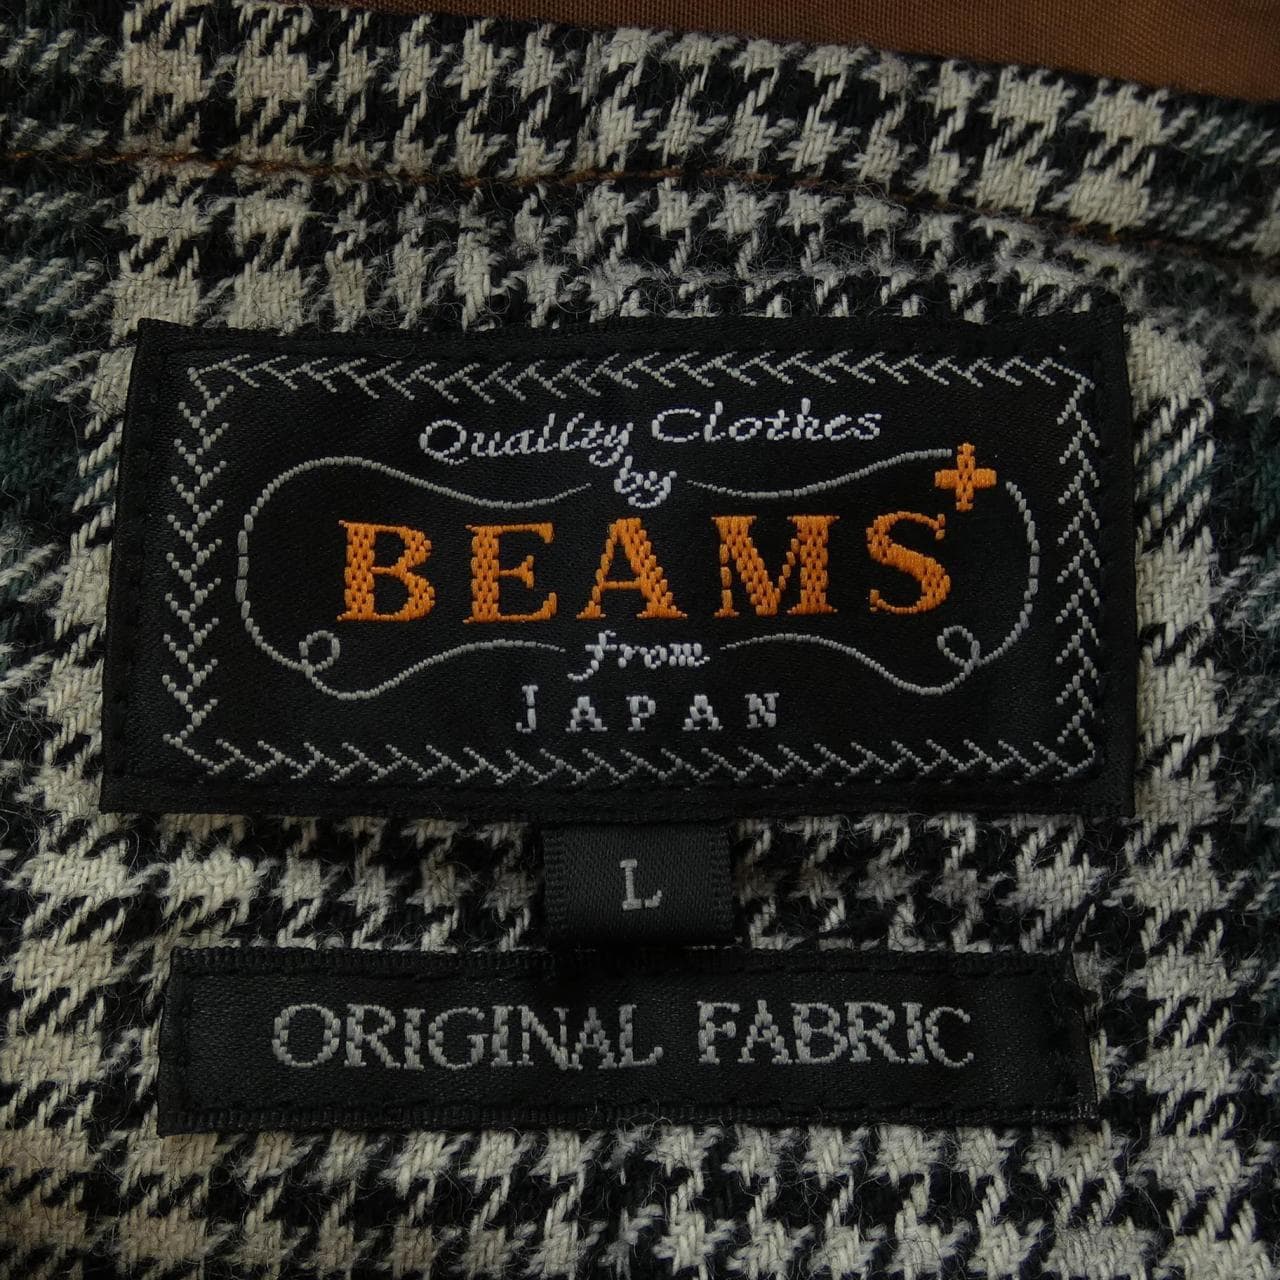 Quality Clothes
by
BEAMS+
from
JAPAN
L
ORIGINAL FABRIC